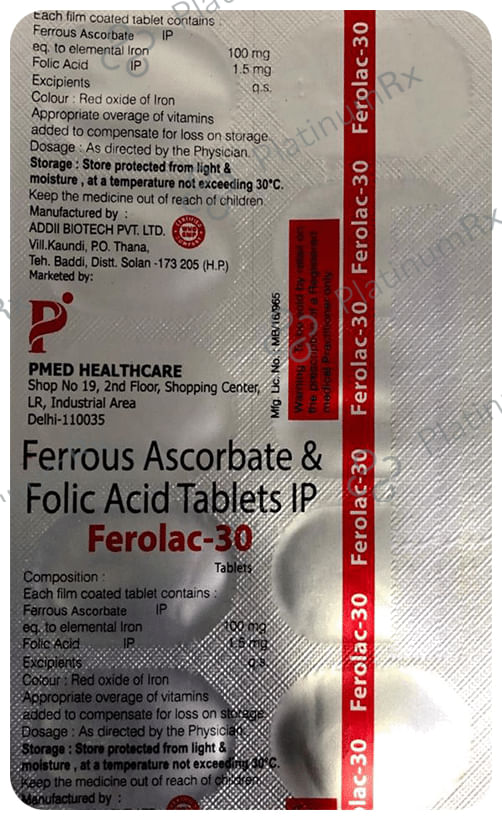 Each film coated tablet contains :
Ferrous Ascorbate IP
eq. to elemental Iron 100 mg
Folic Acid IP 1.5 mg
Excipients q.s.
Colour : Red oxide of Iron
Appropriate overage of vitamins
added to compensate for loss on storage.
Dosage : As directed by the Physician.
Storage : Store protected from light &
moisture , at a temperature not exceeding 30°C.
Keep the medicine out of reach of children.
Manufactured by :
ADDII BIOTECH PVT. LTD.
Vill.Kaundi, P.O. Thana,
Teh. Baddi, Distt. Solan -173 205 (H.P.)
Marketed by:
P
PMED HEALTHCARE
Shop No 19, 2nd Floor, Shopping Center,
LR, Industrial Area
Delhi-110035
Mfg. Lic. No.: MB/16/965
Warning : To be sold by retail on
the prescription of a Registered
medical Practitioner only
Ferrous Ascorbate &
Folic Acid Tablets IP
Ferolac-30
Tablets
Composition :
Each film coated tablet contains :
Ferrous Ascorbate IP
eq. to elemental Iron 100 mg
Folic Acid IP 1.5 mg
Excipients q.s.
Colour : Red oxide of Iron
Appropriate overage of vitamins
added to compensate for loss on storage.
Dosage : As directed by the Physician.
Storage : Store protected from light &
moisture , at a temperature not exceeding 30°C.
Keep the medicine out of reach of children.
Manufactured by :
Ferolac-30
Ferolac-30
Ferolac-30
Ferolac-30
Ferolac-30
lac-30
PlatinumRx
PlatinumRx
PlatinumRx